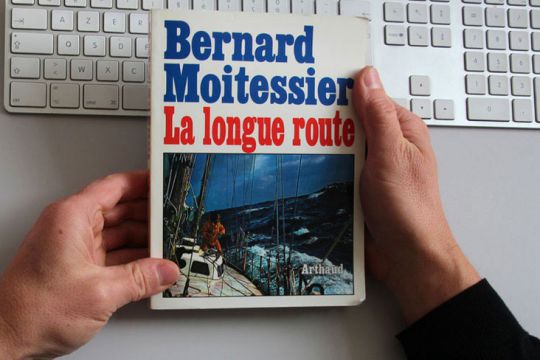 Bernard
Moitessier
La longue route
Arthaud